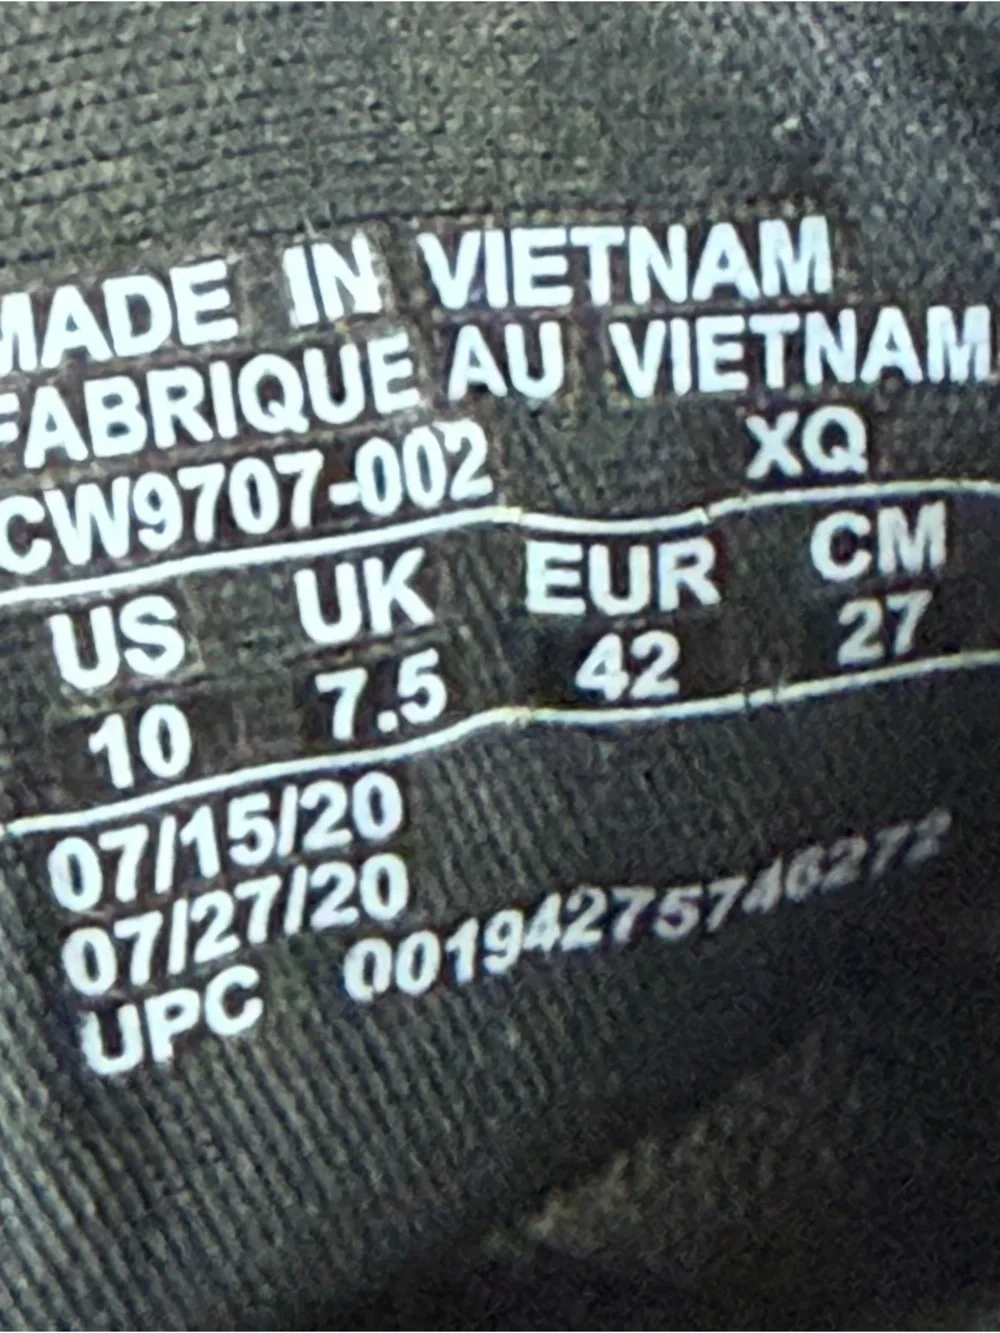 MADE IN VIETNAM
FABRIQUE AU VIETNAM
CW9707-002 XQ
US UK EUR CM
10 7.5 42 27
07/15/20
07/27/20
UPC 00194275746272